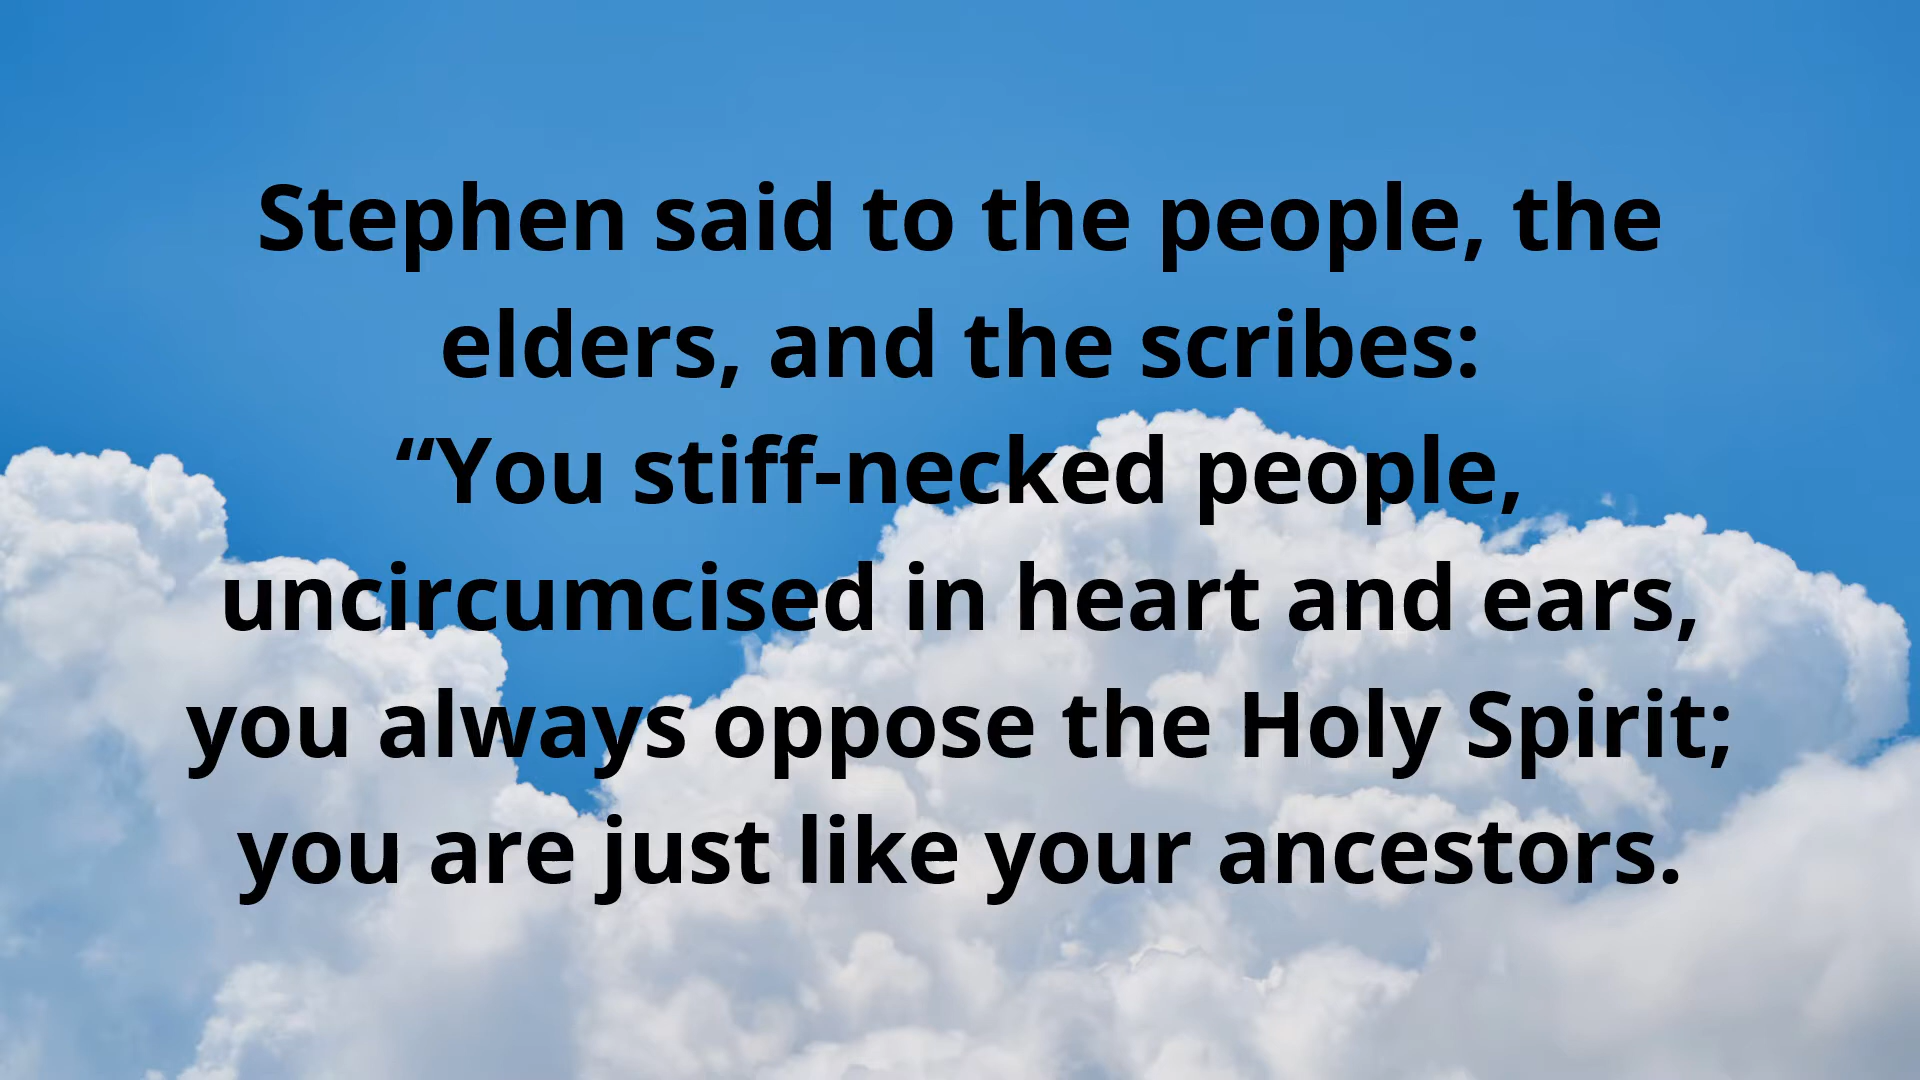 Stephen said to the people, the
elders, and the scribes:
“You stiff-necked people,
uncircumcised in heart and ears,
you always oppose the Holy Spirit;
you are just like your ancestors.